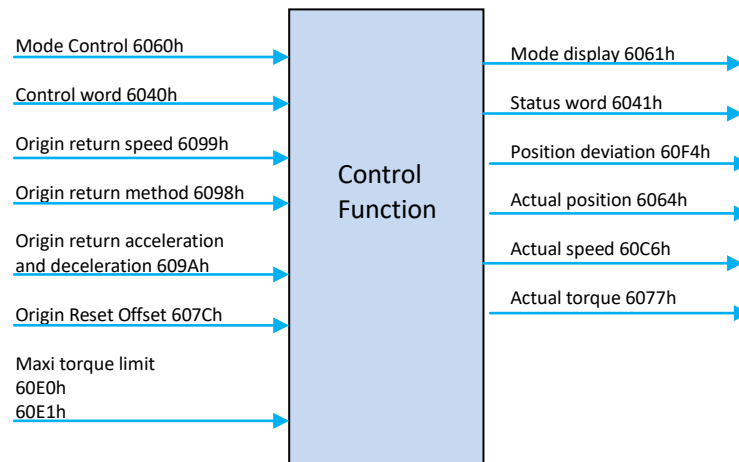 Mode Control 6060h
Control word 6040h
Origin return speed 6099h
Origin return method 6098h
Origin return acceleration
and deceleration 609Ah
Origin Reset Offset 607Ch
Maxi torque limit
60E0h
60E1h
Control
Function
Mode display 6061h
Status word 6041h
Position deviation 60F4h
Actual position 6064h
Actual speed 60C6h
Actual torque 6077h